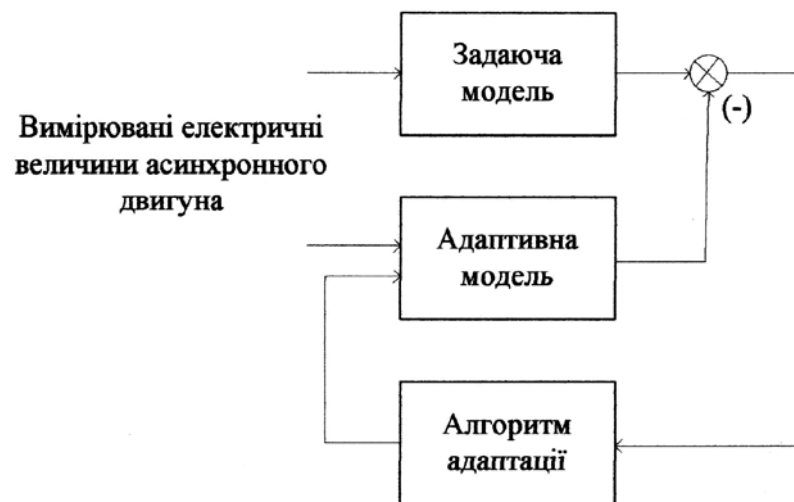 Задаюча
модель
(-)
Вимірювані електричні
величини асинхронного
двигуна
Адаптивна
модель
Алгоритм
адаптації